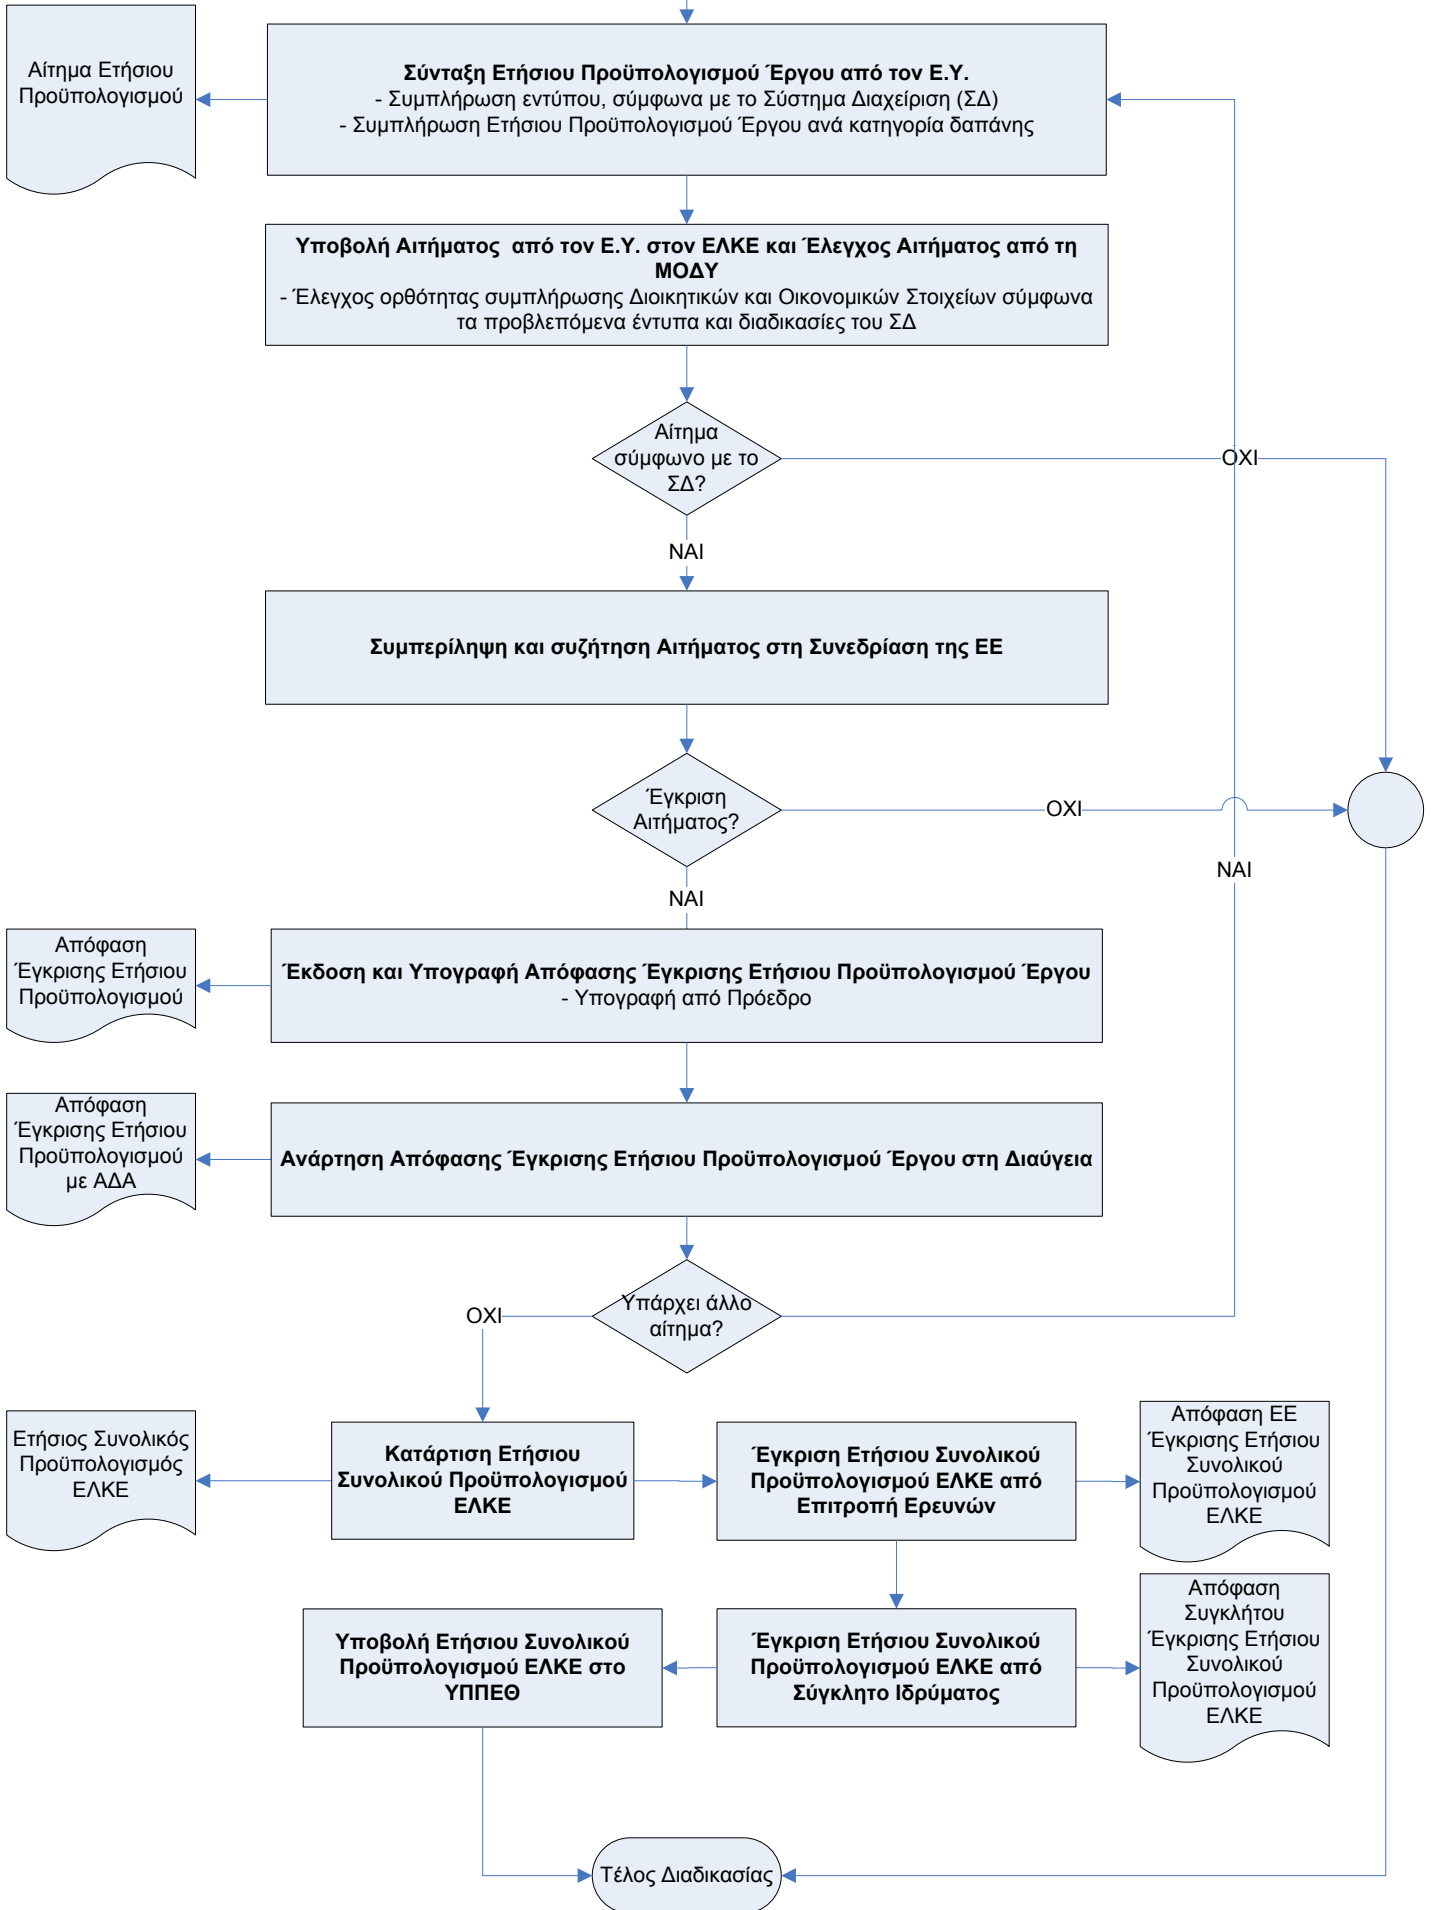 Αίτημα Ετήσιου
Προϋπολογισμού
Σύνταξη Ετήσιου Προϋπολογισμού Έργου από τον Ε.Υ.
- Συμπλήρωση εντύπου, σύμφωνα με το Σύστημα Διαχείριση (ΣΔ)
- Συμπλήρωση Ετήσιου Προϋπολογισμού Έργου ανά κατηγορία δαπάνης
Υποβολή Αιτήματος από τον Ε.Υ. στον ΕΛΚΕ και Έλεγχος Αιτήματος από τη
ΜΟΔΥ
- Έλεγχος ορθότητας συμπλήρωσης Διοικητικών και Οικονομικών Στοιχείων σύμφωνα
τα προβλεπόμενα έντυπα και διαδικασίες του ΣΔ
Αίτημα
σύμφωνο με το
ΣΔ?
ΟΧΙ
ΝΑΙ
Συμπερίληψη και συζήτηση Αιτήματος στη Συνεδρίαση της ΕΕ
Έγκριση
Αιτήματος?
ΟΧΙ
ΝΑΙ
ΝΑΙ
Απόφαση
Έγκρισης Ετήσιου
Προϋπολογισμού
Έκδοση και Υπογραφή Απόφασης Έγκρισης Ετήσιου Προϋπολογισμού Έργου
- Υπογραφή από Πρόεδρο
Απόφαση
Έγκρισης Ετήσιου
Προϋπολογισμού
με ΑΔΑ
Ανάρτηση Απόφασης Έγκρισης Ετήσιου Προϋπολογισμού Έργου στη Διαύγεια
Υπάρχει άλλο
αίτημα?
ΟΧΙ
Ετήσιος Συνολικός
Προϋπολογισμός
ΕΛΚΕ
Κατάρτιση Ετήσιου
Συνολικού Προϋπολογισμού
ΕΛΚΕ
Έγκριση Ετήσιου Συνολικού
Προϋπολογισμού ΕΛΚΕ από
Επιτροπή Ερευνών
Απόφαση ΕΕ
Έγκρισης Ετήσιου
Συνολικού
Προϋπολογισμού
ΕΛΚΕ
Υποβολή Ετήσιου Συνολικού
Προϋπολογισμού ΕΛΚΕ στο
ΥΠΠΕΘ
Έγκριση Ετήσιου Συνολικού
Προϋπολογισμού ΕΛΚΕ από
Σύγκλητο Ιδρύματος
Απόφαση
Συγκλήτου
Έγκρισης Ετήσιου
Συνολικού
Προϋπολογισμού
ΕΛΚΕ
Τέλος Διαδικασίας